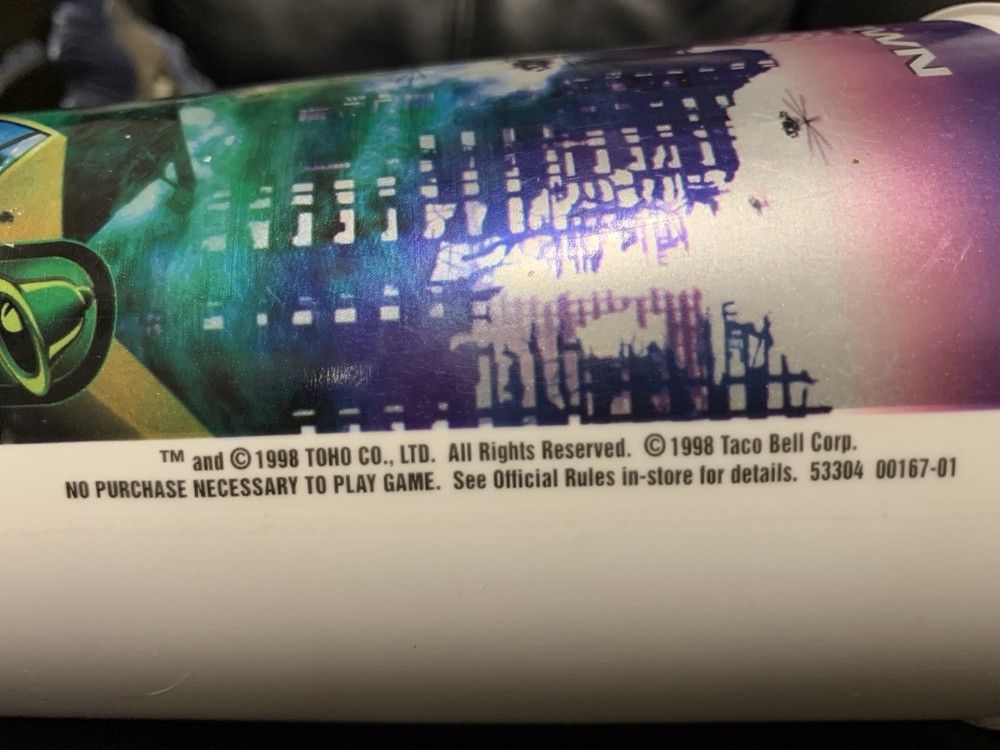 WN
™ and © 1998 TOHO CO., LTD. All Rights Reserved. © 1998 Taco Bell Corp.
NO PURCHASE NECESSARY TO PLAY GAME. See Official Rules in-store for details. 53304 00167-01